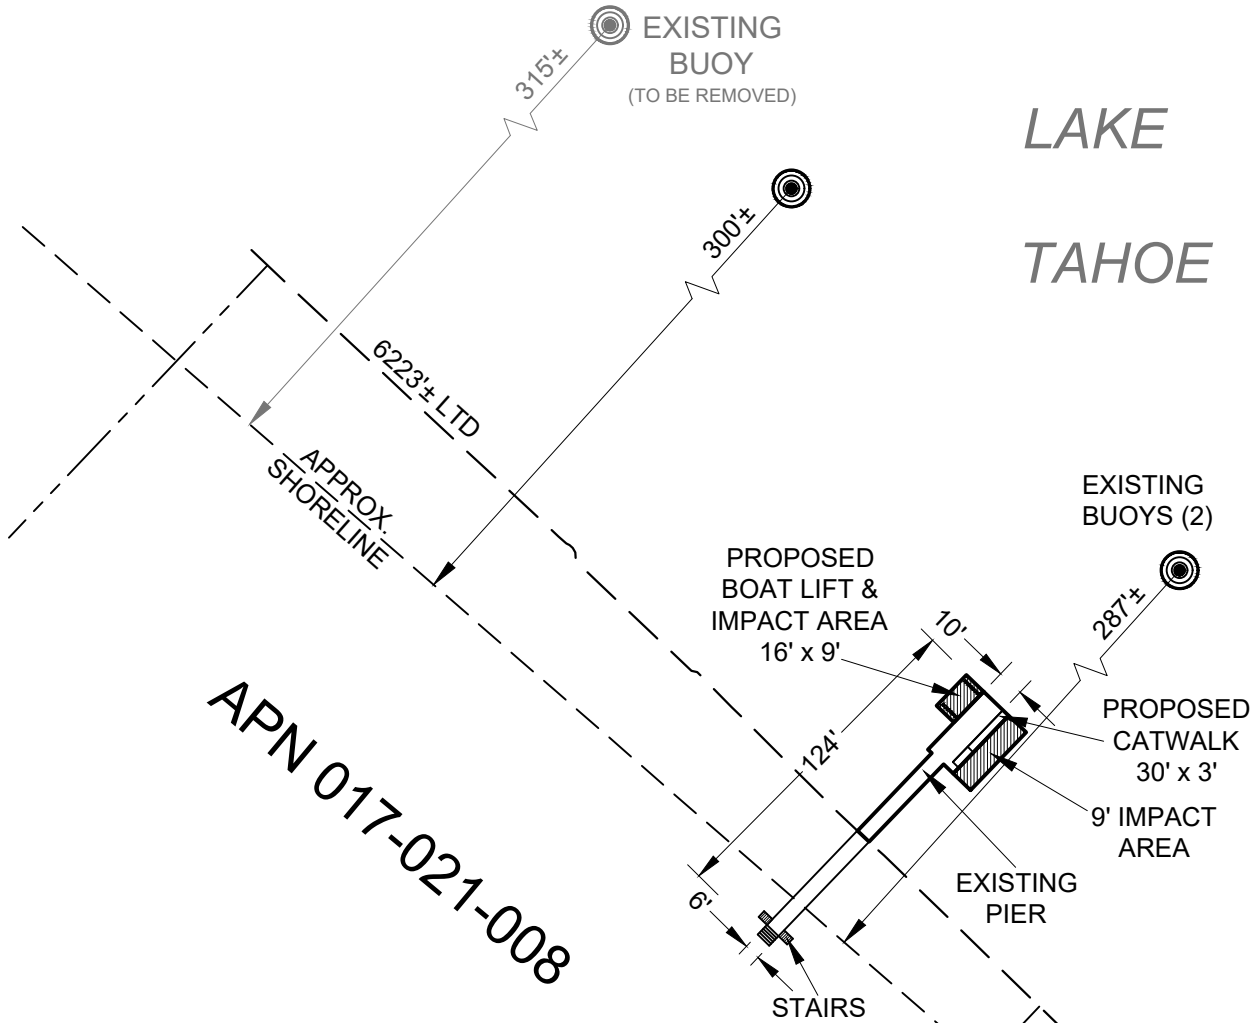 EXISTING
BUOY
(TO BE REMOVED)
315'±
LAKE
TAHOE
300'±
6223'± LTD
APPROX.
SHORELINE
EXISTING
BUOYS (2)
287'±
PROPOSED
BOAT LIFT &
IMPACT AREA
16' x 9'
10'
124'
PROPOSED
CATWALK
30' x 3'
9' IMPACT
AREA
EXISTING
PIER
6'
STAIRS
APN 017-021-008